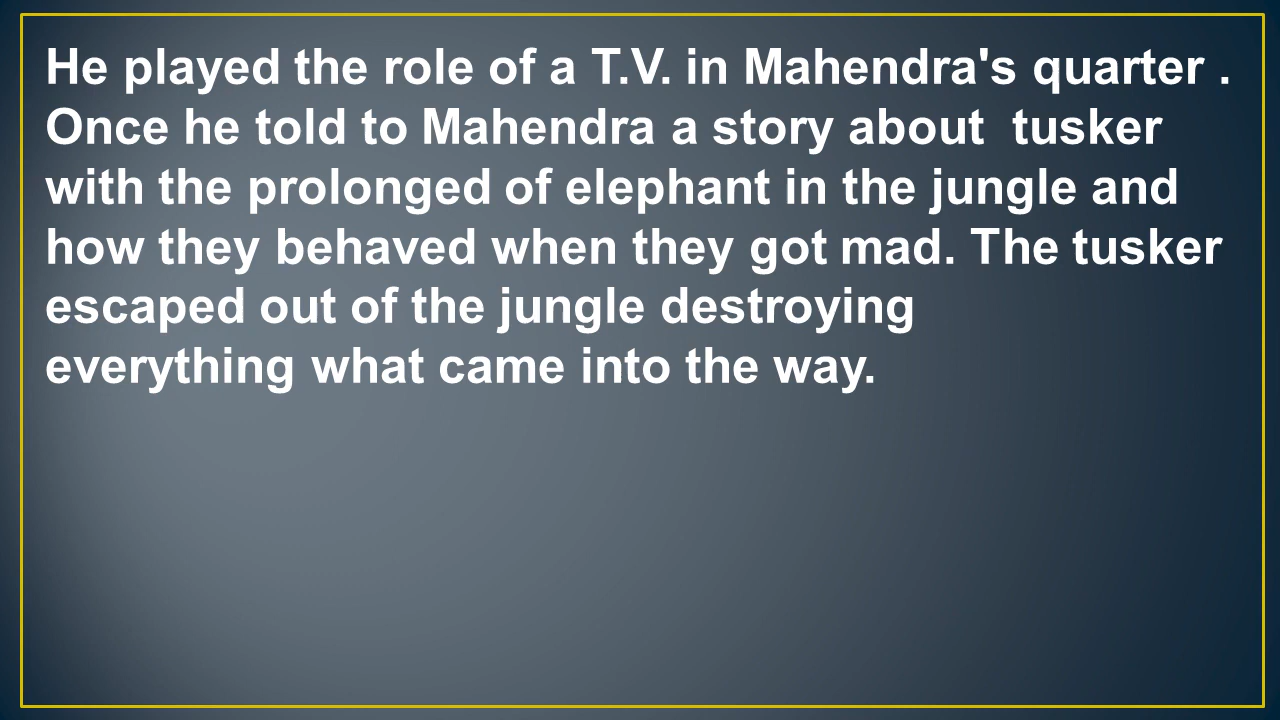 He played the role of a T.V. in Mahendra's quarter .
Once he told to Mahendra a story about  tusker
with the prolonged of elephant in the jungle and
how they behaved when they got mad. The tusker
escaped out of the jungle destroying
everything what came into the way.